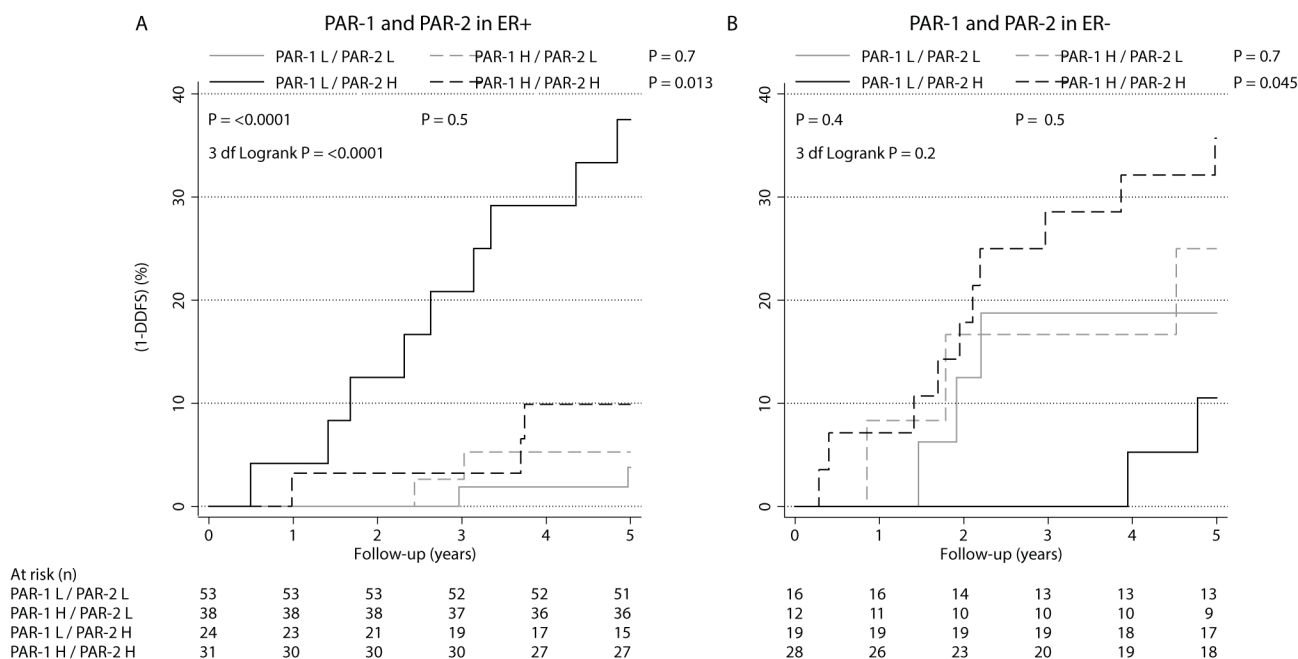 A
PAR-1 and PAR-2 in ER+
PAR-1 L / PAR-2 L PAR-1 H / PAR-2 L P = 0.7
PAR-1 L / PAR-2 H PAR-1 H / PAR-2 H P = 0.013
P = <0.0001 P = 0.5
3 df Logrank P = <0.0001
(1-DDFS) (%)
40
30
20
10
0
0 1 2 3 4 5
Follow-up (years)
B
PAR-1 and PAR-2 in ER-
PAR-1 L / PAR-2 L PAR-1 H / PAR-2 L P = 0.7
PAR-1 L / PAR-2 H PAR-1 H / PAR-2 H P = 0.045
P = 0.4 P = 0.5
3 df Logrank P = 0.2
40
30
20
10
0
0 1 2 3 4 5
Follow-up (years)
At risk (n)
PAR-1 L / PAR-2 L 53 53 53 52 52 51 16 16 14 13 13 13
PAR-1 H / PAR-2 L 38 38 38 37 36 36 12 11 10 10 10 9
PAR-1 L / PAR-2 H 24 23 21 19 17 15 19 19 19 19 18 17
PAR-1 H / PAR-2 H 31 30 30 30 27 27 28 26 23 20 19 18